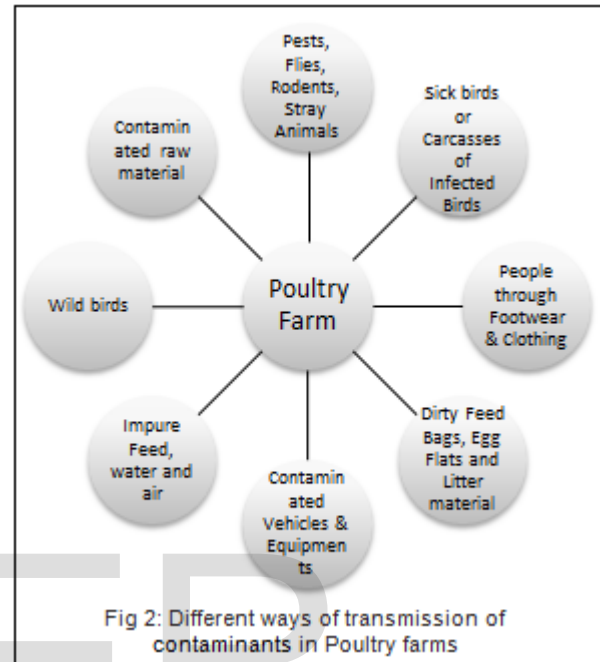 Pests,
Flies,
Rodents,
Stray
Animals
Sick birds
or
Carcasses
of
Infected
Birds
People
through
Footwear
& Clothing
Dirty Feed
Bags, Egg
Flats and
Litter
material
Contamin
ated
Vehicles &
Equipmen
ts
Impure
Feed,
water and
air
Wild birds
Contamin
ated raw
material
Poultry
Farm
Fig 2: Different ways of transmission of
contaminants in Poultry farms